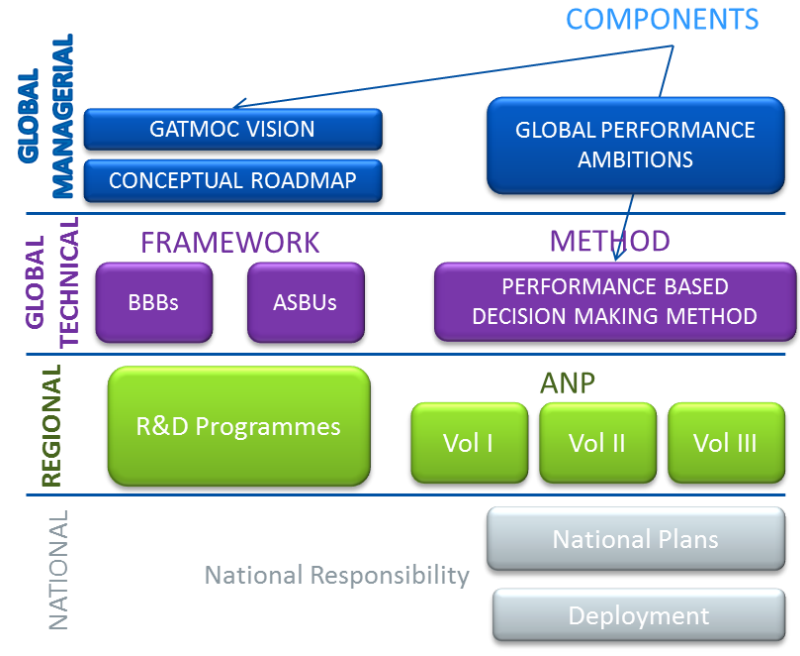 COMPONENTS
GLOBAL
MANAGERIAL
GATMOC VISION
CONCEPTUAL ROADMAP
GLOBAL PERFORMANCE
AMBITIONS
GLOBAL
TECHNICAL
FRAMEWORK
BBBs
ASBUs
METHOD
PERFORMANCE BASED
DECISION MAKING METHOD
REGIONAL
R&D Programmes
ANP
Vol I
Vol II
Vol III
NATIONAL
National Responsibility
National Plans
Deployment